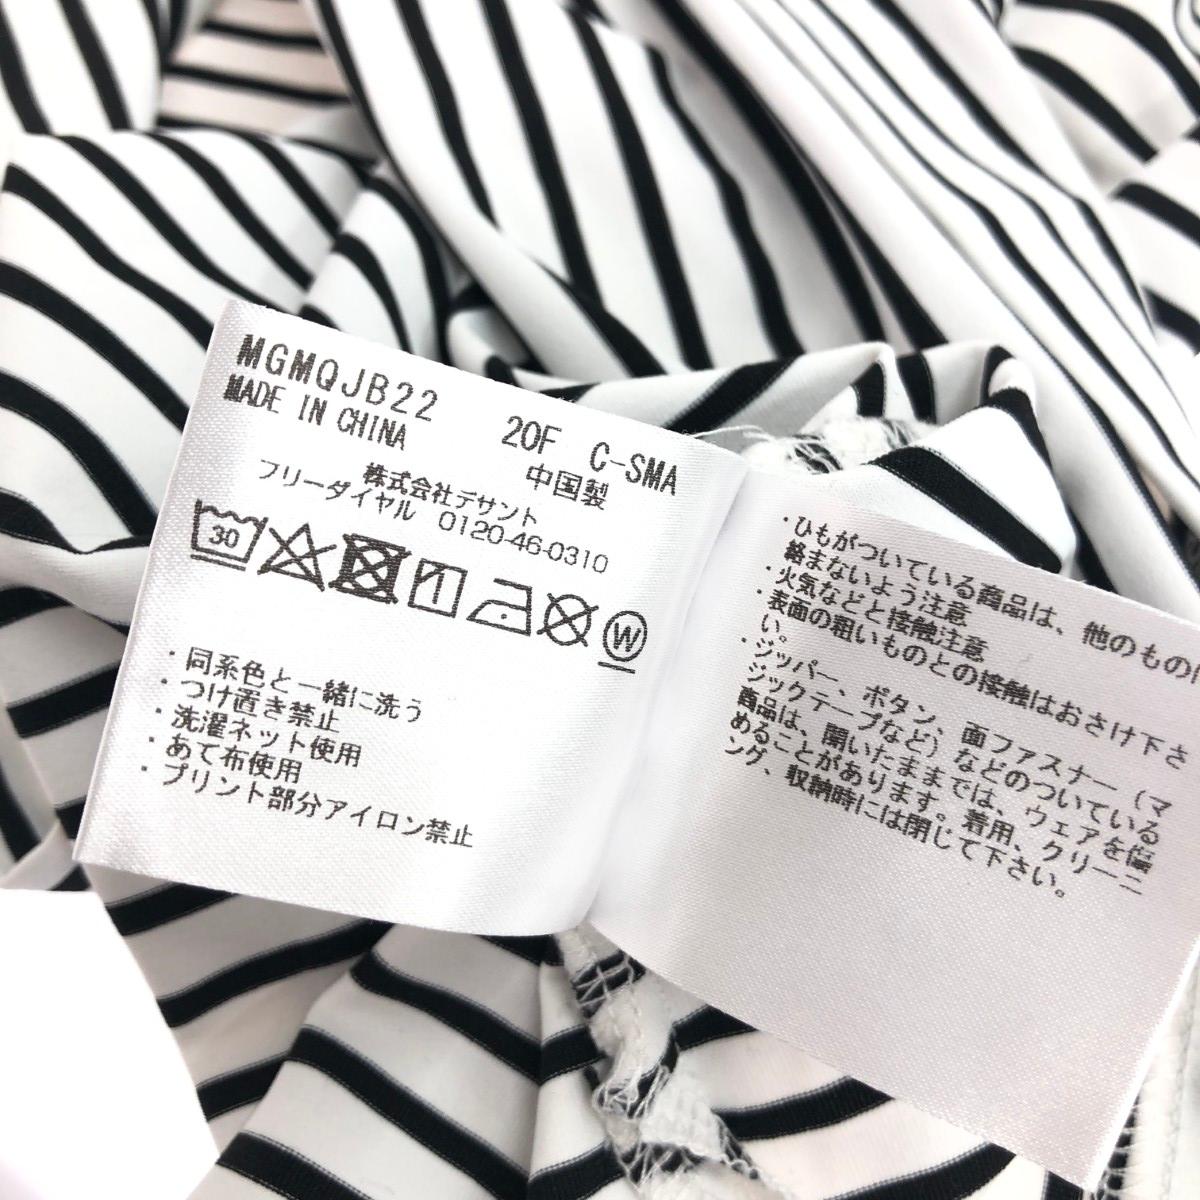 MGMQJB22 20F C-SMA
MADE IN CHINA 中国製
株式会社デサント
フリーダイヤル 0120-46-0310
30
W
・同系色と一緒に洗う
・つけ置き禁止
・洗濯ネット使用
・あて布使用
・プリント部分アイロン禁止
・ひもがついている商品は、他のものに
絡まないよう注意
・火気などと接触注意
・表面の粗いものとの接触はおさけ下さ
い。
・ジッパー、ボタン、面ファスナー（マ
ジックテープなど）などのついている
商品は、開いたままでは、ウェアを傷
めることがあります。着用、クリーニ
ング、収納時には閉じて下さい。